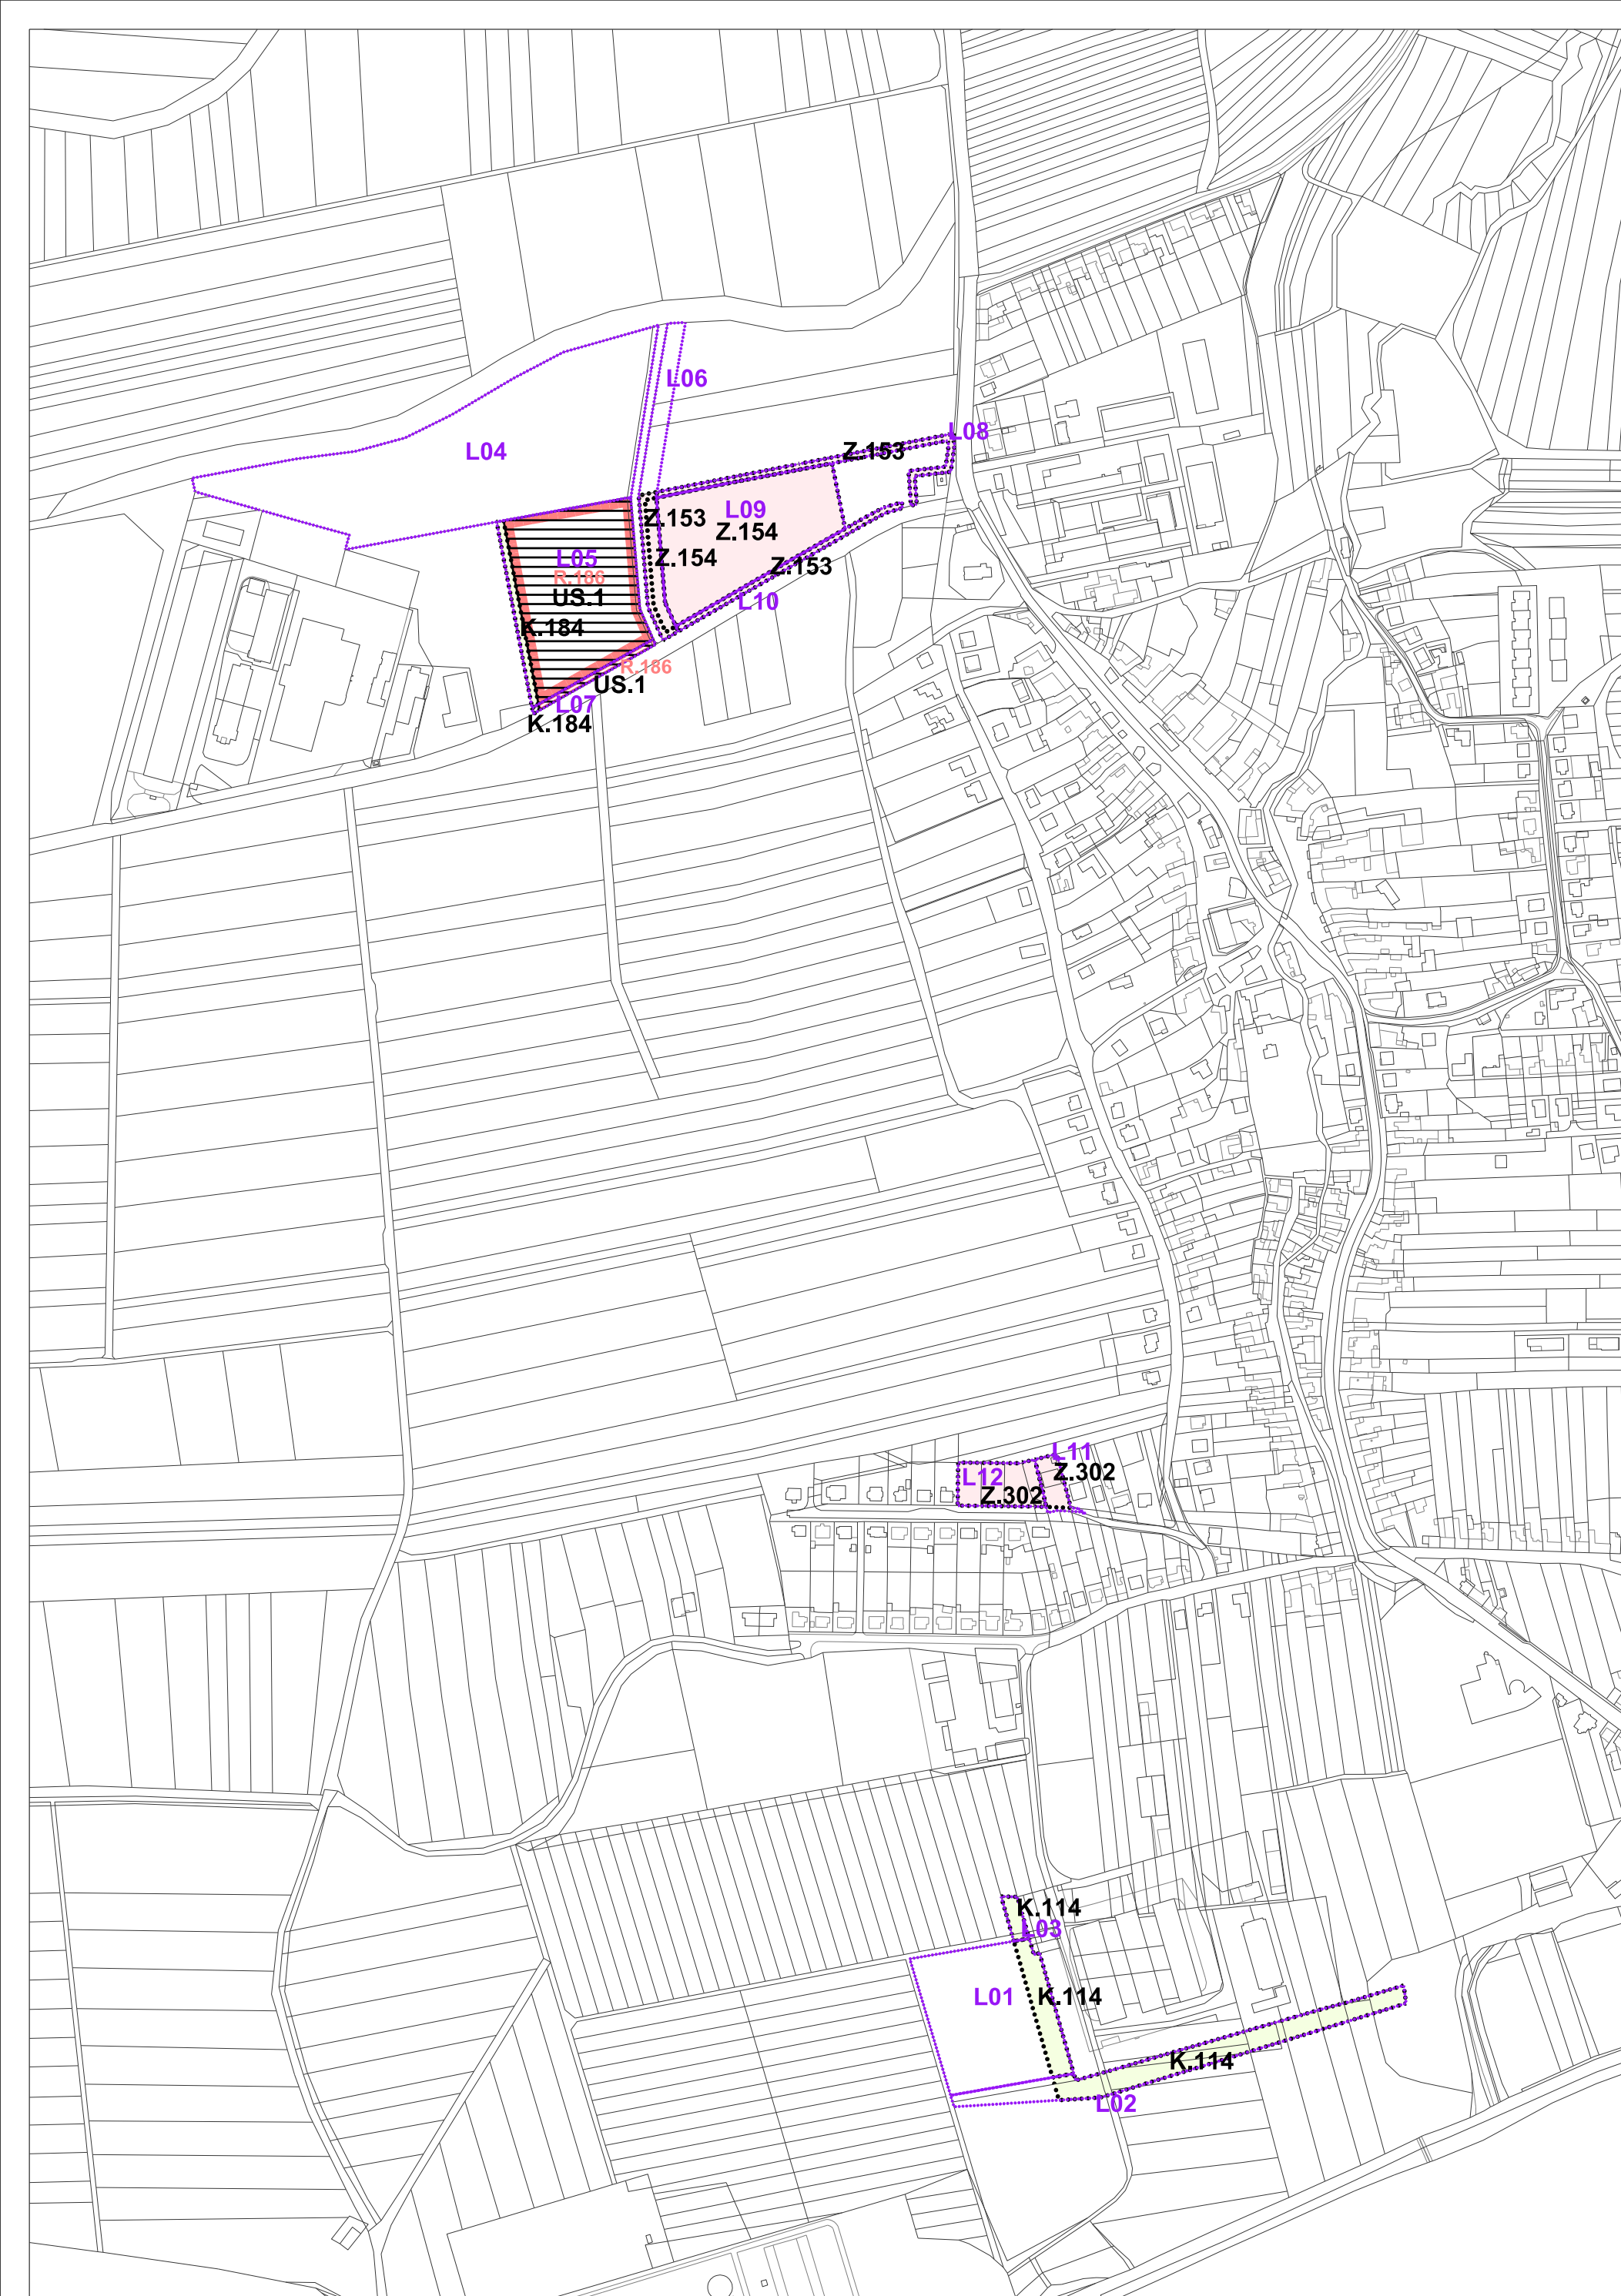 L06
L08
L04
Z.153
L09
Z.153
Z.154
L05
Z.154
Z.153
R.186
US.1
L10
K.184
R.186
US.1
L07
K.184
L11
Z.302
L12
Z.302
K.114
L03
L01
K.114
K.114
L02